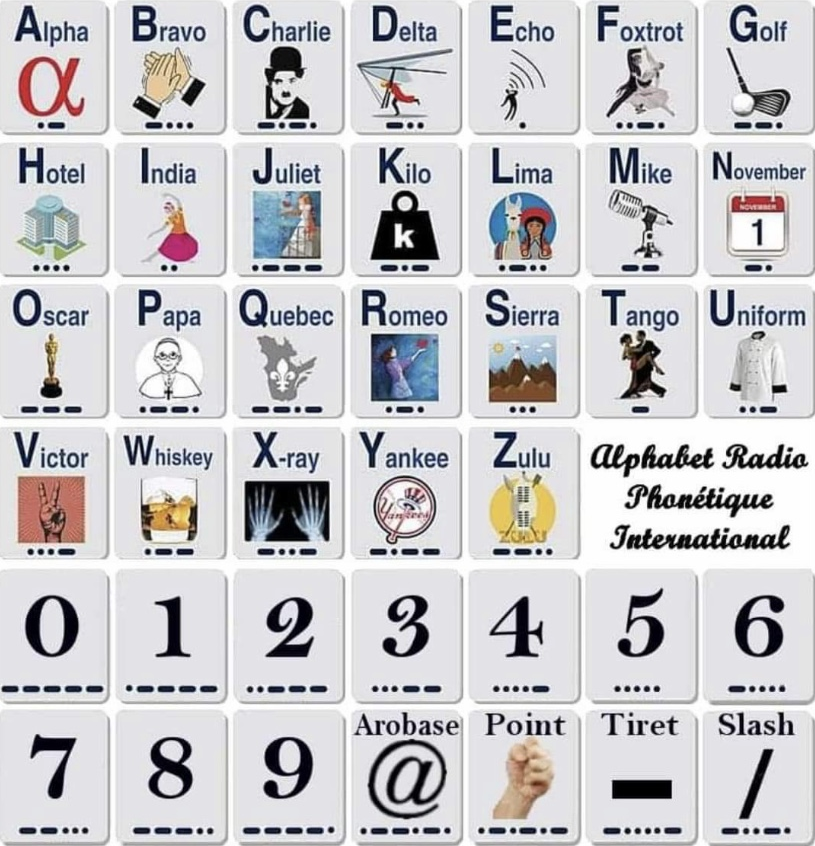 Alpha Bravo Charlie Delta Echo Foxtrot Golf
α
Hotel India Juliet Kilo Lima Mike November
k
NOVEMBER
1
Oscar Papa Quebec Romeo Sierra Tango Uniform
Victor Whiskey X-ray Yankee Zulu
Yankees
ZULU
Alphabet Radio
Phonétique
International
0 1 2 3 4 5 6
7 8 9
Arobase Point Tiret Slash
@ - /